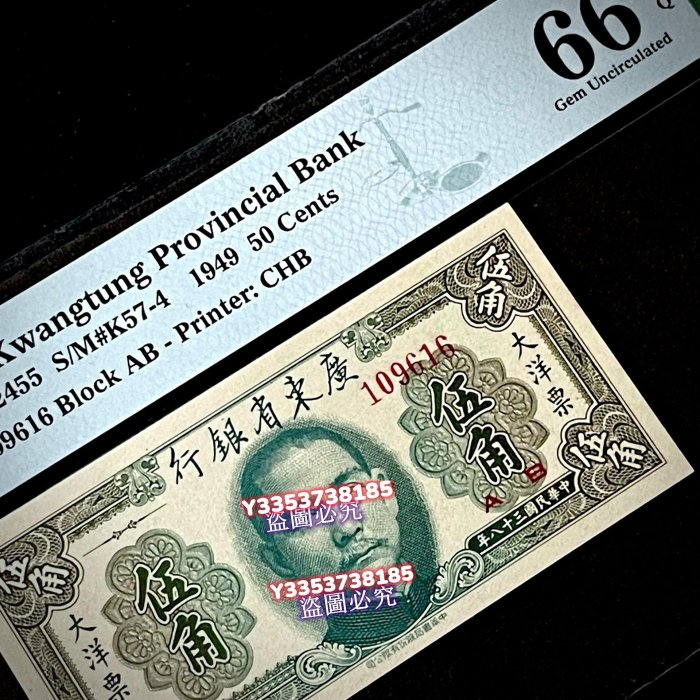 66
Q
Gem Uncirculated
Kwangtung Provincial Bank
2455 S/M#K57-4 1949 50 Cents
09616 Block AB - Printer: CHB
伍角
廣東省銀行
109616
大洋票
伍角
伍角
A B
中華民國三十八年
伍角
伍角
大洋票
Y3353738185
盜圖必究
Y3353738185
盜圖必究